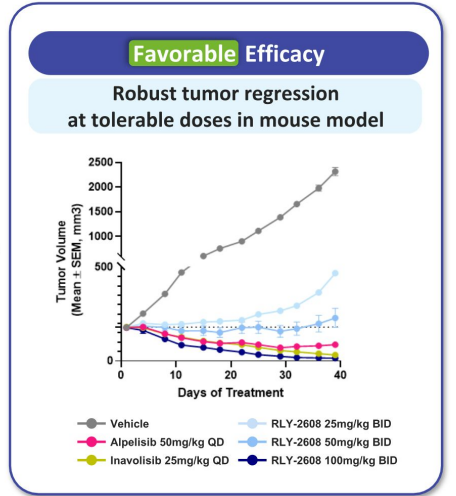 Favorable Efficacy
Robust tumor regression
at tolerable doses in mouse model
Tumor Volume
(Mean ± SEM, mm3)
2500
2000
1500
1000
500
0
0 10 20 30 40
Days of Treatment
Vehicle RLY-2608 25mg/kg BID
Alpelisib 50mg/kg QD RLY-2608 50mg/kg BID
Inavolisib 25mg/kg QD RLY-2608 100mg/kg BID